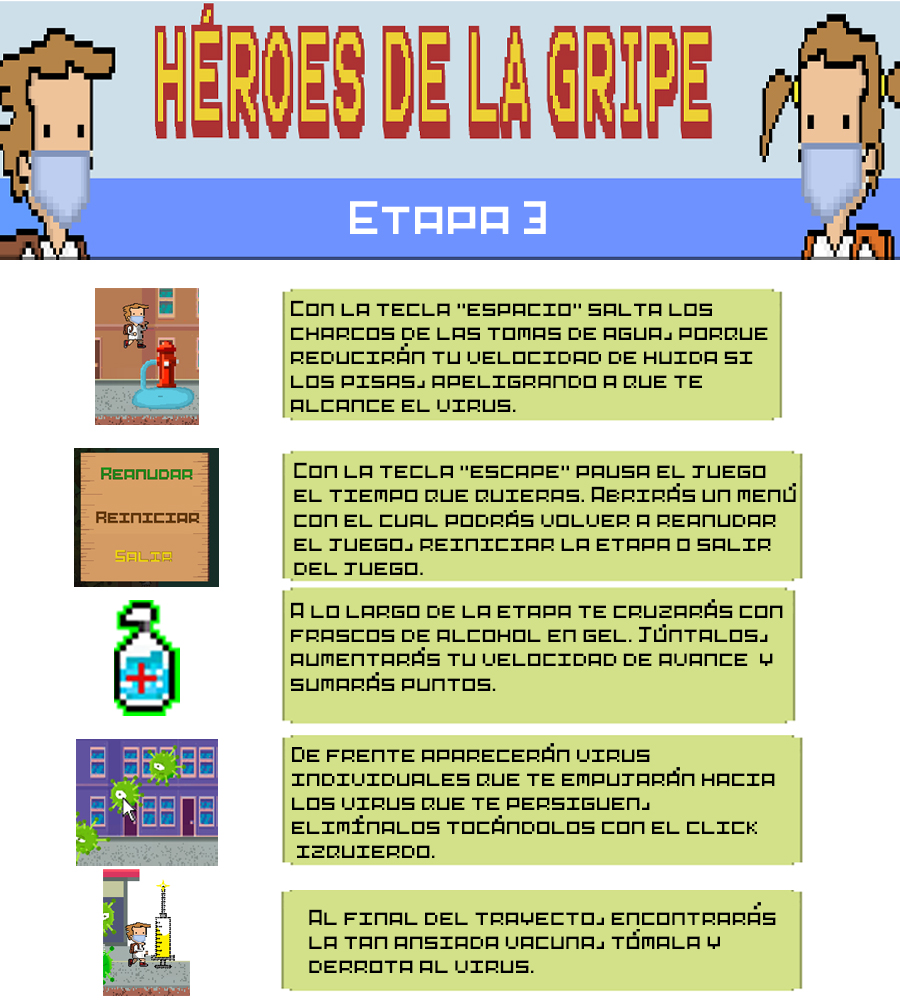 HÉROES DE LA GRIPE
ETAPA 3
CON LA TECLA "ESPACIO" SALTA LOS
CHARCOS DE LAS TOMAS DE AGUA, PORQUE
REDUCIRÁN TU VELOCIDAD DE HUIDA SI
LOS PISAS, APELIGRANDO A QUE TE
ALCANCE EL VIRUS.
REANUDAR
REINICIAR
SALIR
CON LA TECLA "ESCAPE" PAUSA EL JUEGO
EL TIEMPO QUE QUIERAS. ABRIRÁS UN MENÚ
CON EL CUAL PODRÁS VOLVER A REANUDAR
EL JUEGO, REINICIAR LA ETAPA O SALIR
DEL JUEGO.
A LO LARGO DE LA ETAPA TE CRUZARÁS CON
FRASCOS DE ALCOHOL EN GEL. JÚNTALOS,
AUMENTARÁS TU VELOCIDAD DE AVANCE Y
SUMARÁS PUNTOS.
DE FRENTE APARECERÁN VIRUS
INDIVIDUALES QUE TE EMPUJARÁN HACIA
LOS VIRUS QUE TE PERSIGUEN,
ELIMÍNALOS TOCÁNDOLOS CON EL CLICK
IZQUIERDO.
AL FINAL DEL TRAYECTO, ENCONTRARÁS
LA TAN ANSIADA VACUNA, TÓMALA Y
DERROTA AL VIRUS.